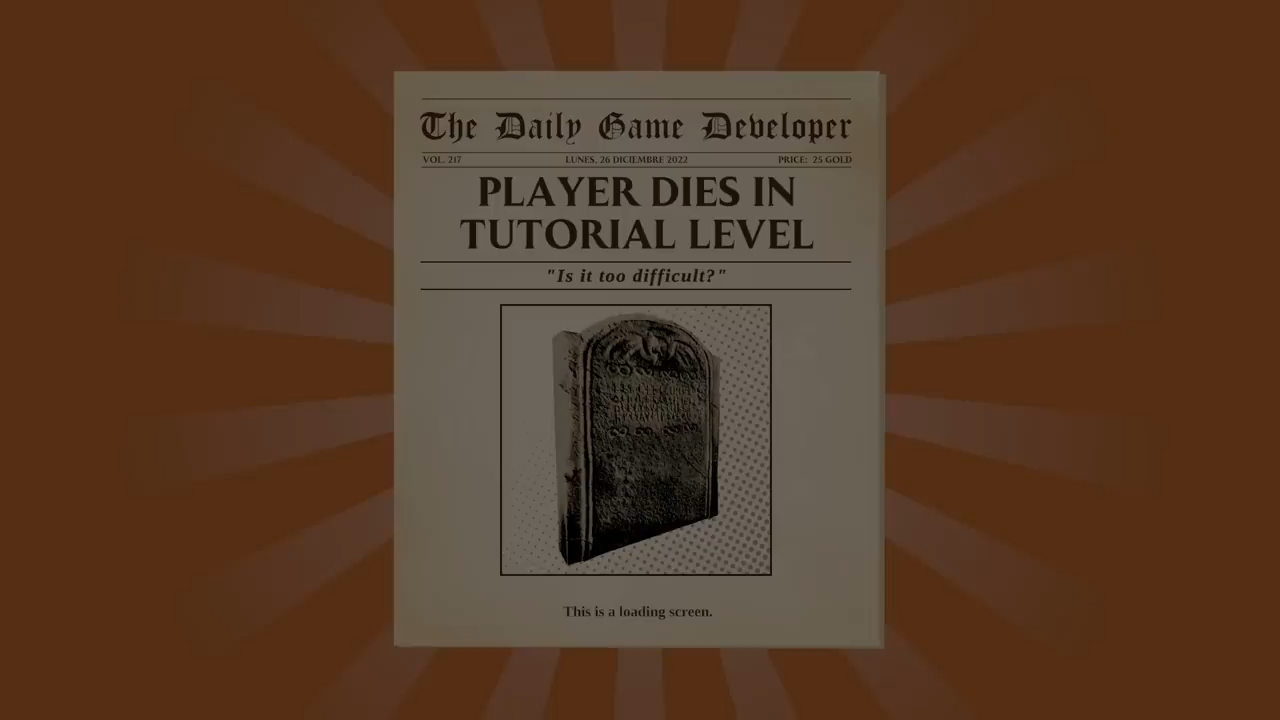 The Daily Game Developer
VOL. 217 LUNES, 26 DICIEMBRE 2022 PRICE: 25 GOLD
PLAYER DIES IN
TUTORIAL LEVEL
"Is it too difficult?"
This is a loading screen.